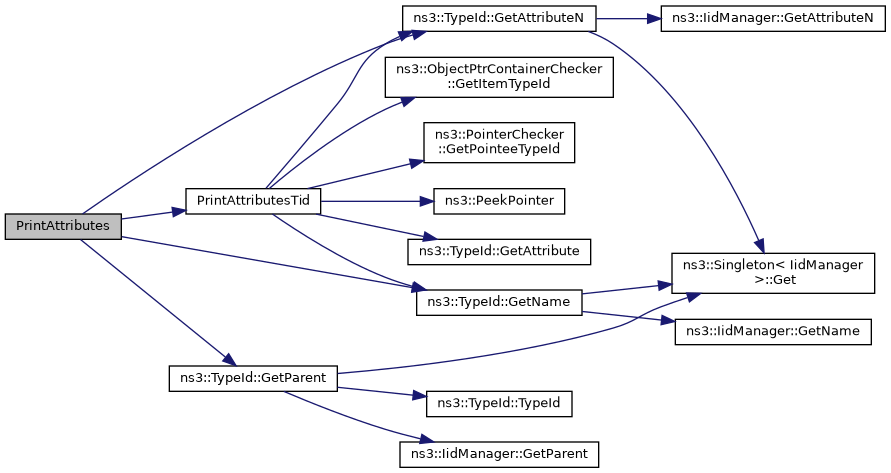 PrintAttributes
PrintAttributesTid
ns3::TypeId::GetParent
ns3::TypeId::GetAttributeN
ns3::ObjectPtrContainerChecker
::GetItemTypeId
ns3::PointerChecker
::GetPointeeTypeId
ns3::PeekPointer
ns3::TypeId::GetAttribute
ns3::TypeId::GetName
ns3::TypeId::TypeId
ns3::IidManager::GetParent
ns3::IidManager::GetAttributeN
ns3::Singleton< IidManager
>::Get
ns3::IidManager::GetName